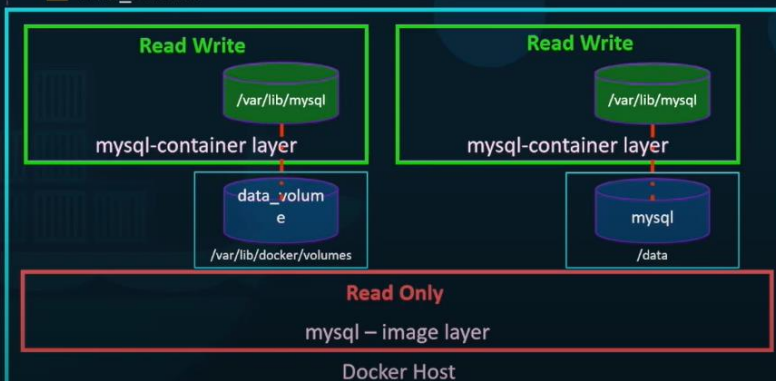 Read Write
/var/lib/mysql
mysql-container layer
data_volum
e
/var/lib/docker/volumes
Read Write
/var/lib/mysql
mysql-container layer
mysql
/data
Read Only
mysql – image layer
Docker Host